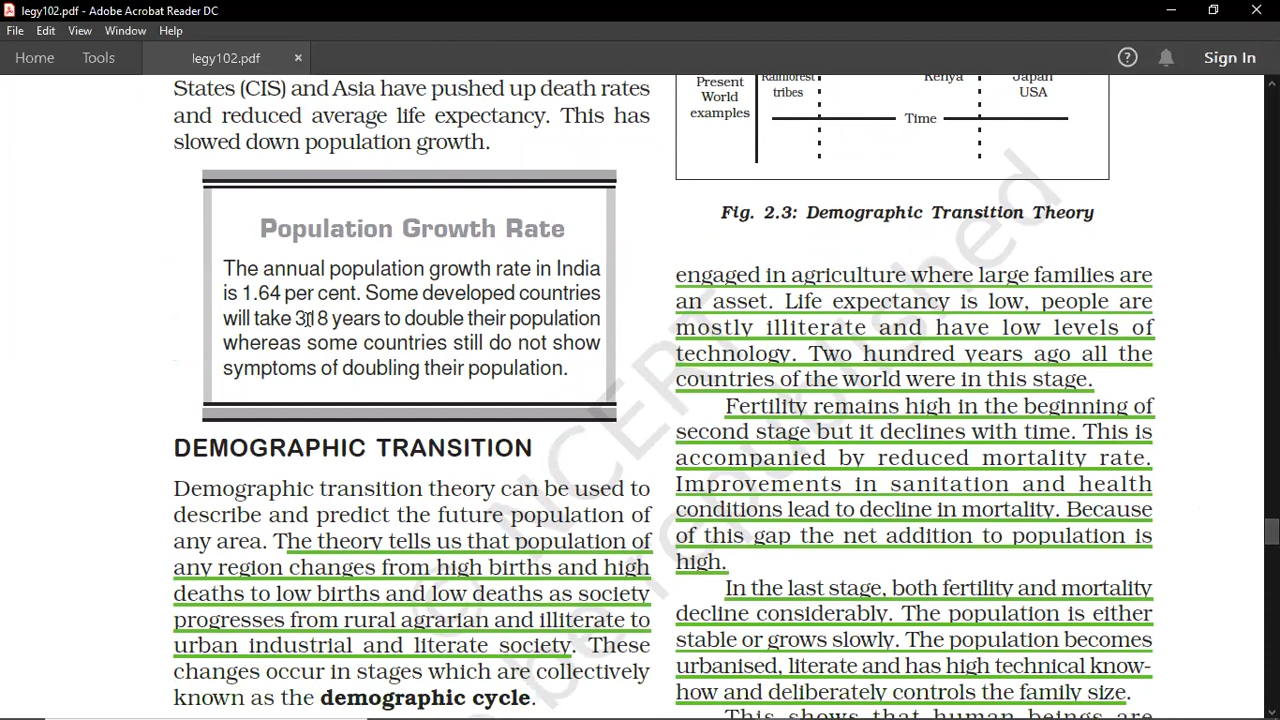 legy102.pdf - Adobe Acrobat Reader DC
File Edit View Window Help
Home Tools legy102.pdf × Sign In
States (CIS) and Asia have pushed up death rates
and reduced average life expectancy. This has
slowed down population growth.
Population Growth Rate
The annual population growth rate in India
is 1.64 per cent. Some developed countries
will take 318 years to double their population
whereas some countries still do not show
symptoms of doubling their population.
DEMOGRAPHIC TRANSITION
Demographic transition theory can be used to
describe and predict the future population of
any area. The theory tells us that population of
any region changes from high births and high
deaths to low births and low deaths as society
progresses from rural agrarian and illiterate to
urban industrial and literate society. These
changes occur in stages which are collectively
known as the demographic cycle.
Present
World
examples
Rainforest
tribes
Kenya
Japan
USA
Time
Fig. 2.3: Demographic Transition Theory
engaged in agriculture where large families are
an asset. Life expectancy is low, people are
mostly illiterate and have low levels of
technology. Two hundred years ago all the
countries of the world were in this stage.
Fertility remains high in the beginning of
second stage but it declines with time. This is
accompanied by reduced mortality rate.
Improvements in sanitation and health
conditions lead to decline in mortality. Because
of this gap the net addition to population is
high.
In the last stage, both fertility and mortality
decline considerably. The population is either
stable or grows slowly. The population becomes
urbanised, literate and has high technical know-
how and deliberately controls the family size.
This shows that human beings are
© NCERT
be republished